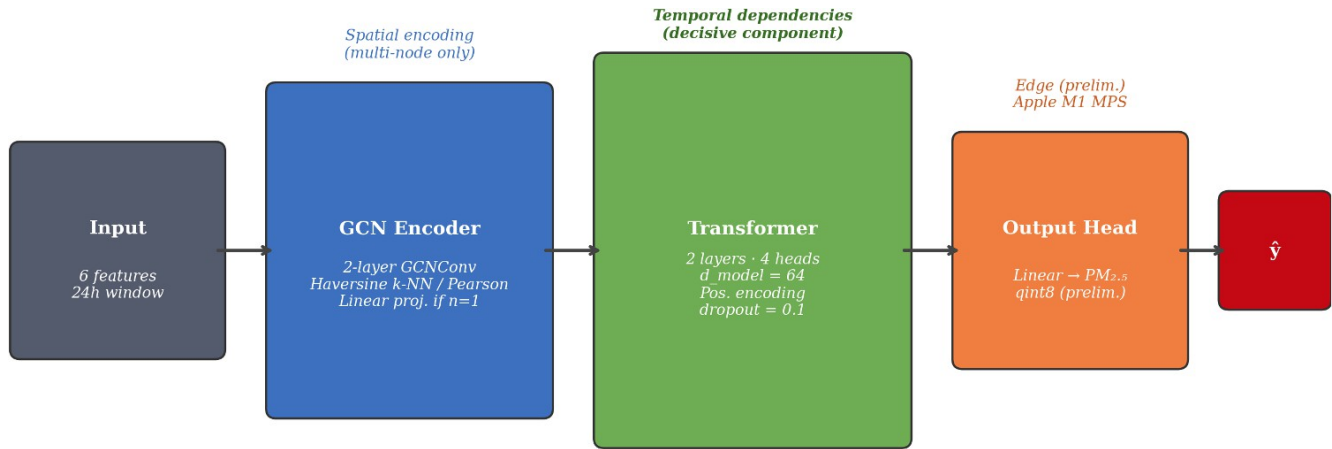 Spatial encoding
(multi-node only)
Temporal dependencies
(decisive component)
Edge (prelim.)
Apple M1 MPS
Input
6 features
24h window
GCN Encoder
2-layer GCNConv
Haversine k-NN / Pearson
Linear proj. if n=1
Transformer
2 layers · 4 heads
d_model = 64
Pos. encoding
dropout = 0.1
Output Head
Linear → PM₂.₅
qint8 (prelim.)
ŷ